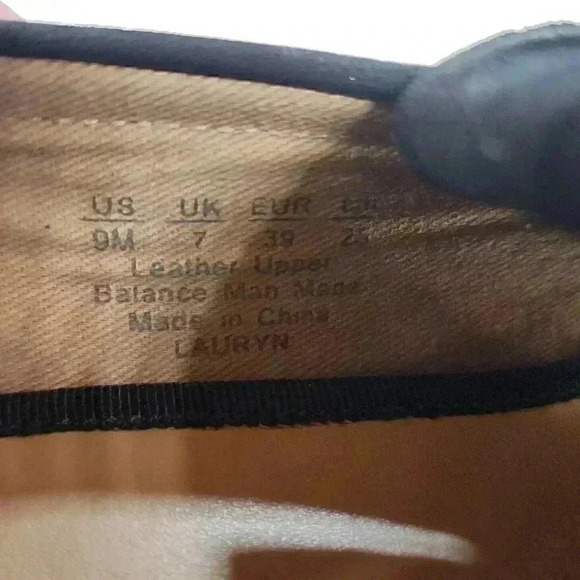 US UK EUR
9M 7 39
Leather Upper
Balance Man Made
Made in China
LAURYN